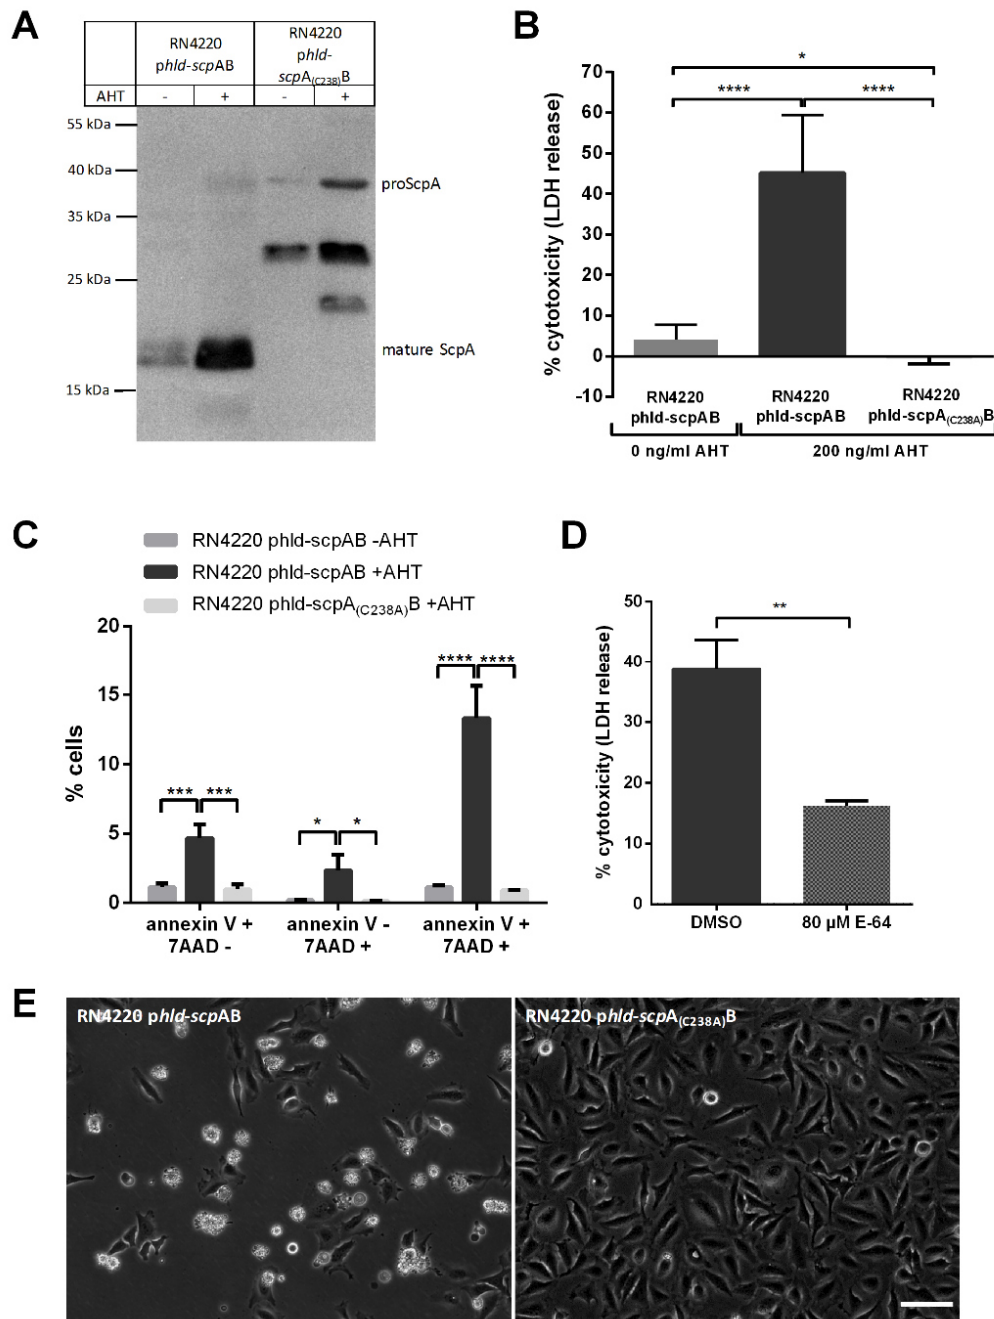 A
RN4220
phld-scpAB
RN4220
phld-
scpA(C238)B
AHT - + - +
55 kDa
40 kDa
proScpA
35 kDa
25 kDa
mature ScpA
15 kDa
B
% cytotoxicity (LDH release)
70
60
50
40
30
20
10
0
-10
*
**** ****
RN4220
phld-scpAB
RN4220
phld-scpAB
RN4220
phld-scpA(C238A)B
0 ng/ml AHT
200 ng/ml AHT
C
RN4220 phld-scpAB -AHT
RN4220 phld-scpAB +AHT
RN4220 phld-scpA(C238A)B +AHT
% cells
20
15
10
5
0
*** ***
* *
**** ****
annexin V +
7AAD -
annexin V -
7AAD +
annexin V +
7AAD +
D
% cytotoxicity (LDH release)
50
40
30
20
10
0
**
DMSO
80 µM E-64
E
RN4220 phld-scpAB
RN4220 phld-scpA(C238A)B